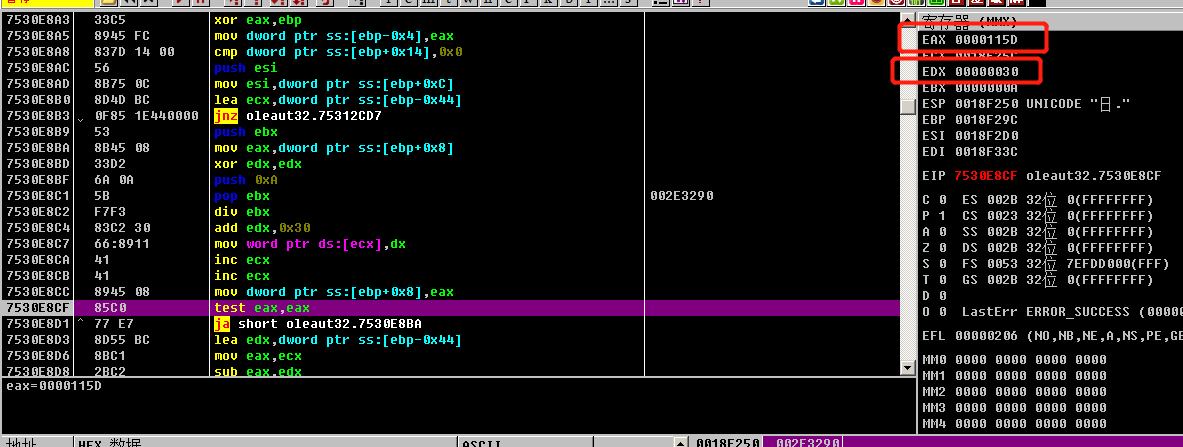 7530E8A3 33C5 xor eax,ebp
7530E8A5 8945 FC mov dword ptr ss:[ebp-0x4],eax
7530E8A8 837D 14 00 cmp dword ptr ss:[ebp+0x14],0x0
7530E8AC 56 push esi
7530E8AD 8B75 0C mov esi,dword ptr ss:[ebp+0xC]
7530E8B0 8D4D BC lea ecx,dword ptr ss:[ebp-0x44]
7530E8B3 0F85 1E440000 jnz oleaut32.75312CD7
7530E8B9 53 push ebx
7530E8BA 8B45 08 mov eax,dword ptr ss:[ebp+0x8]
7530E8BD 33D2 xor edx,edx
7530E8BF 6A 0A push 0xA
7530E8C1 5B pop ebx 002E3290
7530E8C2 F7F3 div ebx
7530E8C4 83C2 30 add edx,0x30
7530E8C7 66:8911 mov word ptr ds:[ecx],dx
7530E8CA 41 inc ecx
7530E8CB 41 inc ecx
7530E8CC 8945 08 mov dword ptr ss:[ebp+0x8],eax
7530E8CF 85C0 test eax,eax
7530E8D1 ^ 77 E7 ja short oleaut32.7530E8BA
7530E8D3 8D55 BC lea edx,dword ptr ss:[ebp-0x44]
7530E8D6 8BC1 mov eax,ecx
7530E8D8 2BC2 sub eax,edx
eax=0000115D
地址 HEX 数据 ASCII
0018F250 002E3290
寄存器 (MMX)
EAX 0000115D
EDX 00000030
EBX 0000000A
ESP 0018F250 UNICODE "日."
EBP 0018F29C
ESI 0018F2D0
EDI 0018F33C
EIP 7530E8CF oleaut32.7530E8CF
C 0 ES 002B 32位 0(FFFFFFFF)
P 1 CS 0023 32位 0(FFFFFFFF)
A 0 SS 002B 32位 0(FFFFFFFF)
Z 0 DS 002B 32位 0(FFFFFFFF)
S 0 FS 0053 32位 7EFDD000(FFF)
T 0 GS 002B 32位 0(FFFFFFFF)
D 0
O 0 LastErr ERROR_SUCCESS (00000
EFL 00000206 (NO,NB,NE,A,NS,PE,GE
MM0 0000 0000 0000 0000
MM1 0000 0000 0000 0000
MM2 0000 0000 0000 0000
MM3 0000 0000 0000 0000
MM4 0000 0000 0000 0000